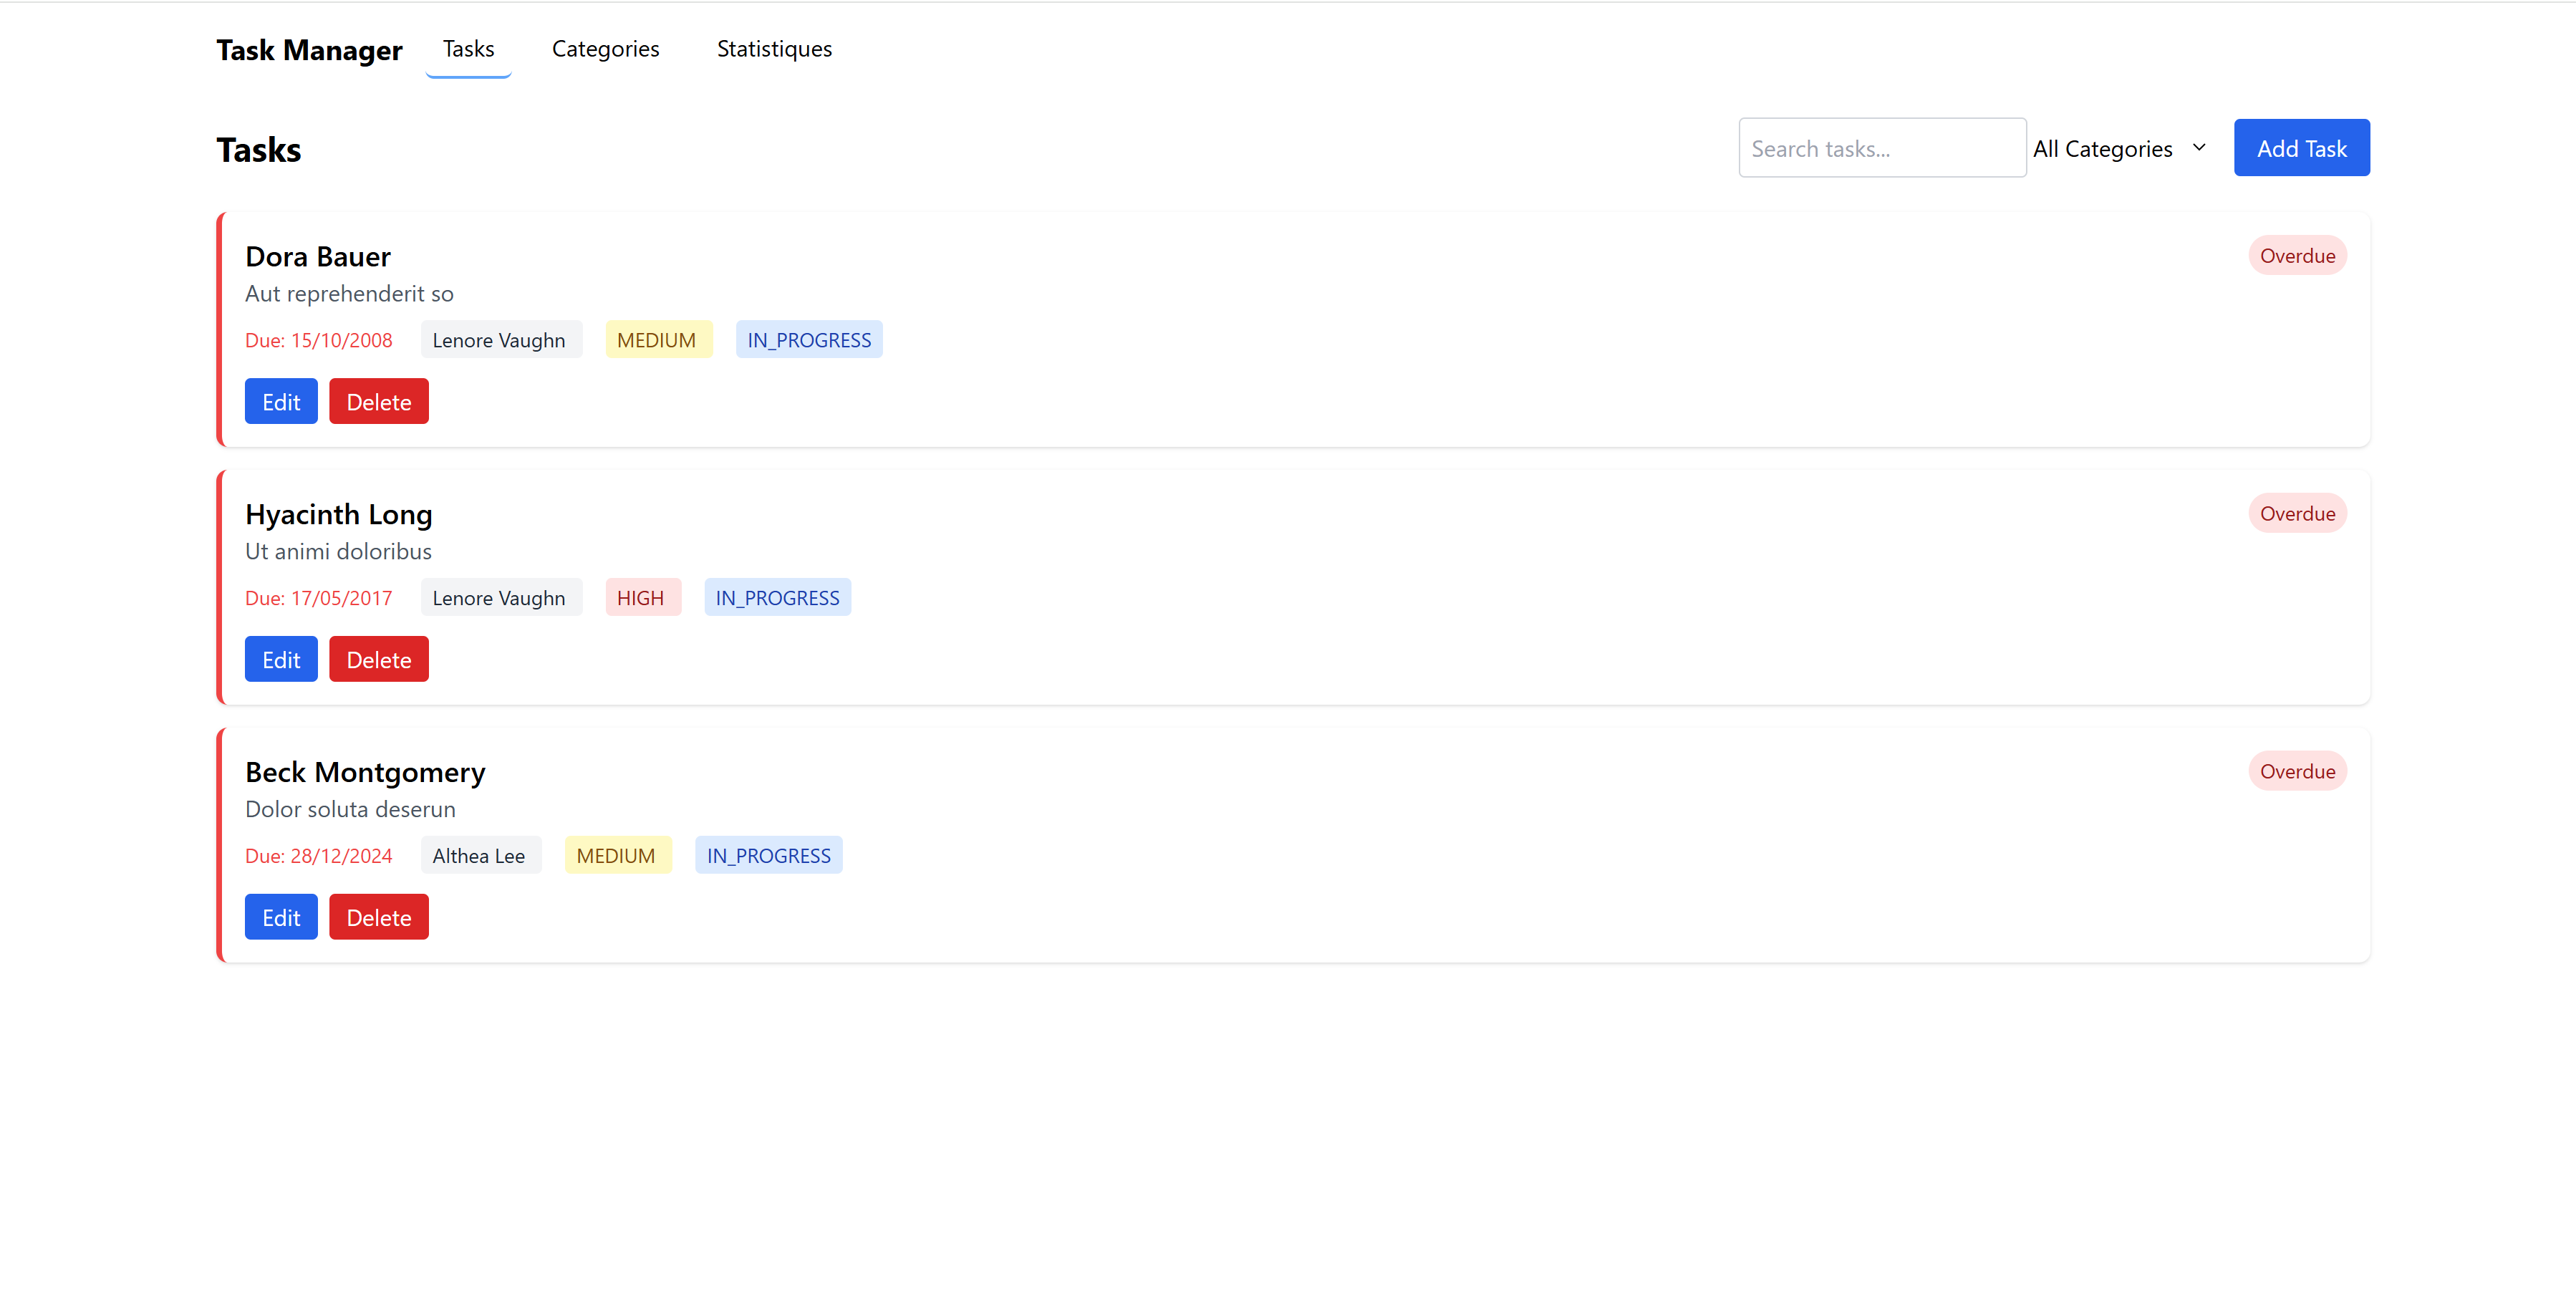 Task Manager Tasks Categories Statistiques
Tasks Search tasks... All Categories Add Task
Dora Bauer Overdue
Aut reprehenderit so
Due: 15/10/2008 Lenore Vaughn MEDIUM IN_PROGRESS
Edit Delete
Hyacinth Long Overdue
Ut animi doloribus
Due: 17/05/2017 Lenore Vaughn HIGH IN_PROGRESS
Edit Delete
Beck Montgomery Overdue
Dolor soluta deserun
Due: 28/12/2024 Althea Lee MEDIUM IN_PROGRESS
Edit Delete